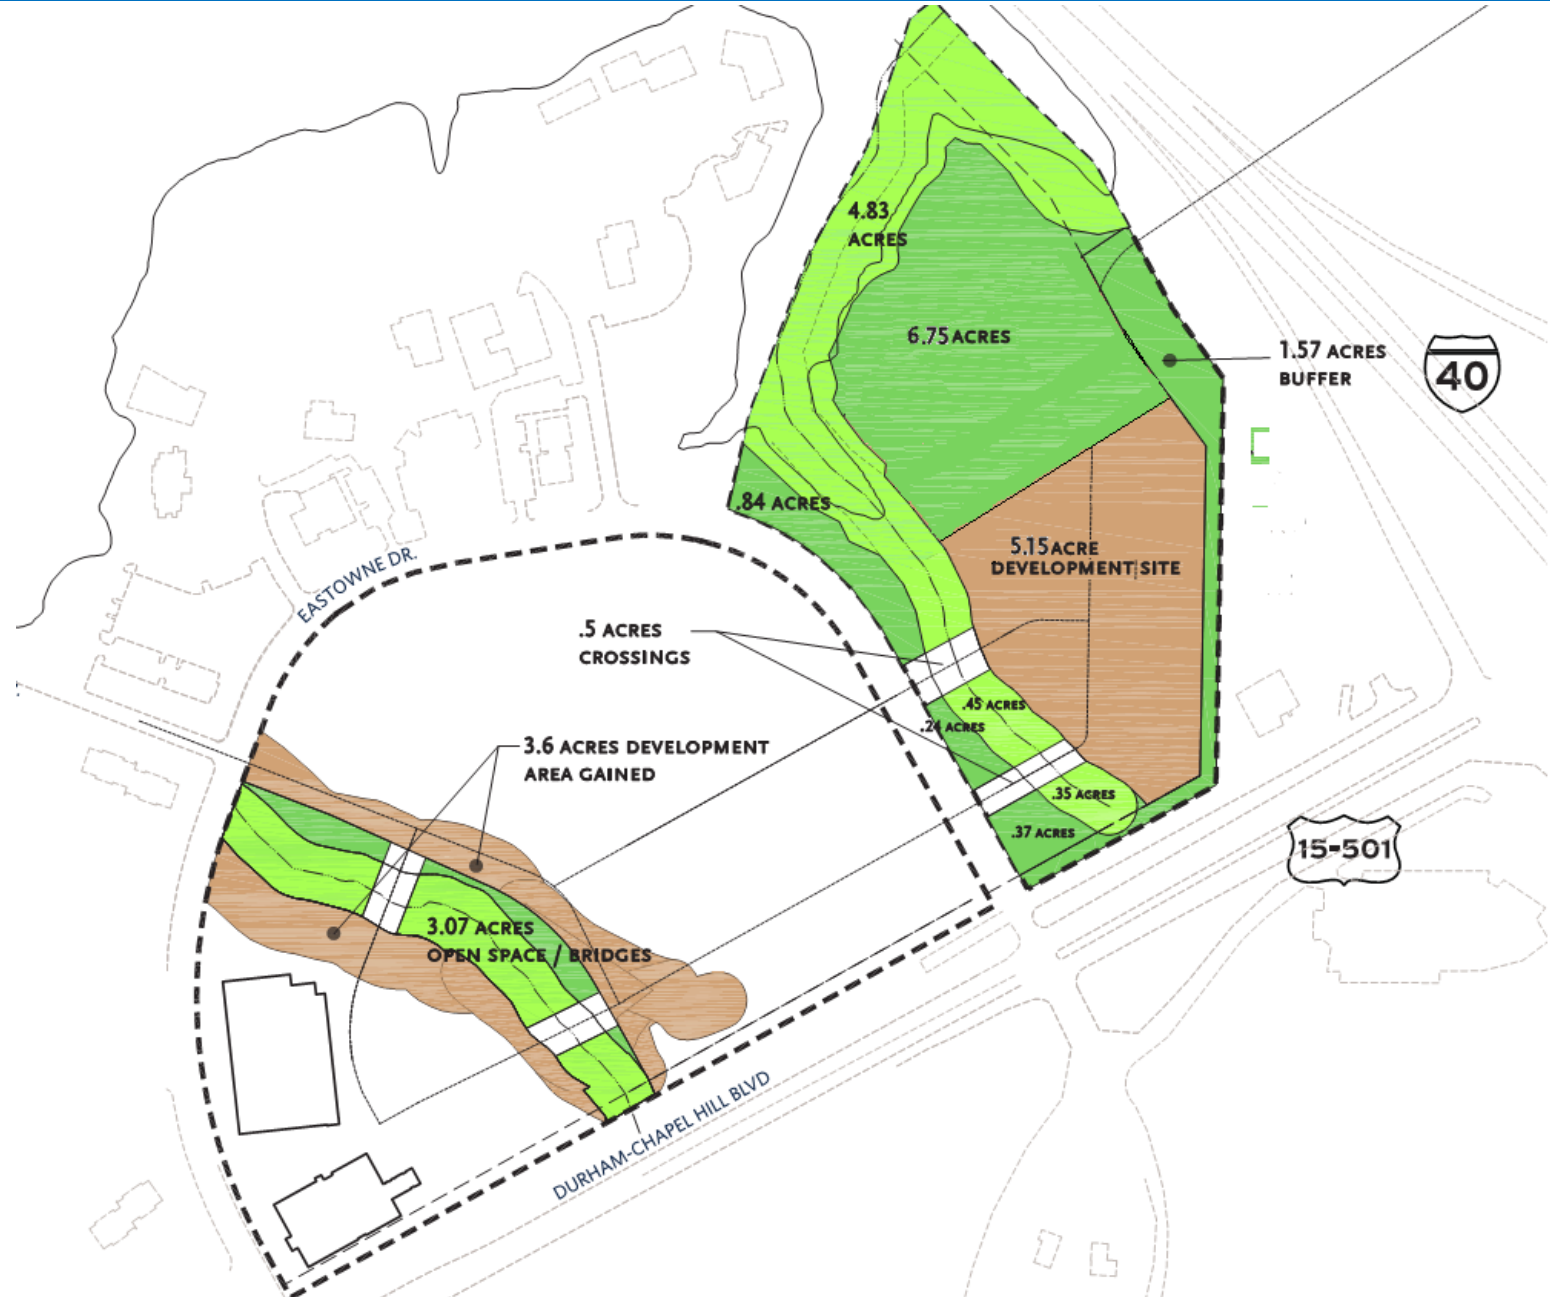 4.83
ACRES
6.75 ACRES
1.57 ACRES
BUFFER
40
.84 ACRES
5.15 ACRE
DEVELOPMENT SITE
EASTOWNE DR.
.5 ACRES
CROSSINGS
.45 ACRES
.24 ACRES
3.6 ACRES DEVELOPMENT
AREA GAINED
.35 ACRES
.37 ACRES
15-501
3.07 ACRES
OPEN SPACE / BRIDGES
DURHAM-CHAPEL HILL BLVD